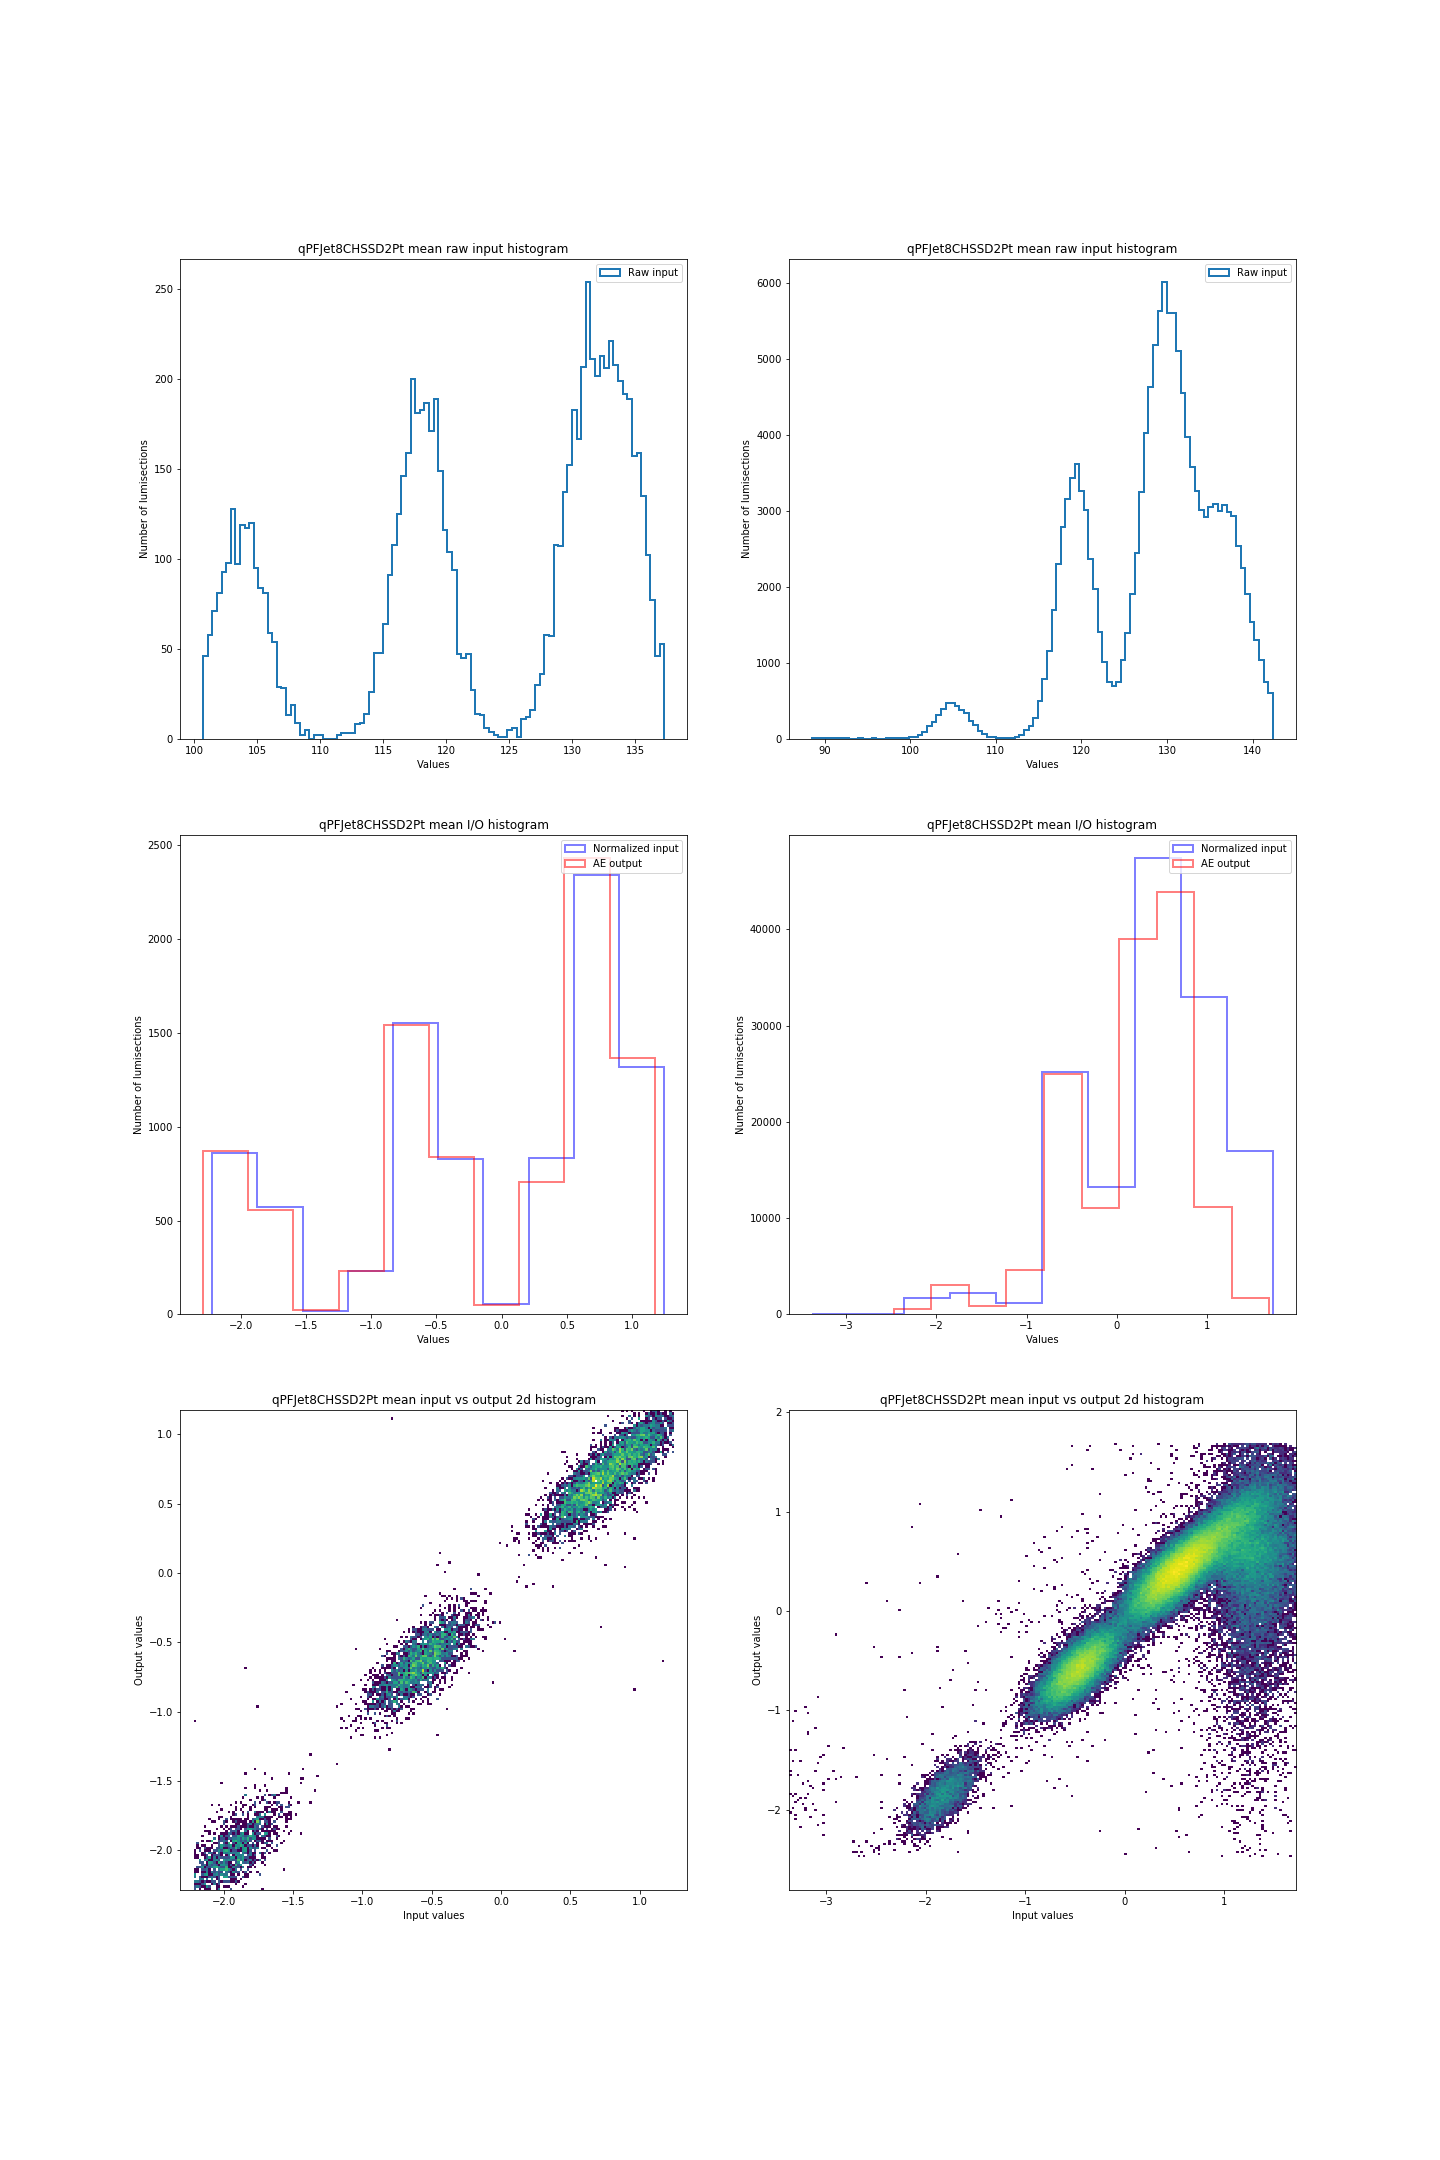 qPFJet8CHSSD2Pt mean raw input histogram
Raw input
250
200
150
100
50
0
Number of lumisections
100 105 110 115 120 125 130 135
Values
qPFJet8CHSSD2Pt mean raw input histogram
Raw input
6000
5000
4000
3000
2000
1000
0
Number of lumisections
90 100 110 120 130 140
Values
qPFJet8CHSSD2Pt mean I/O histogram
Normalized input
AE output
2500
2000
1500
1000
500
0
Number of lumisections
−2.0 −1.5 −1.0 −0.5 0.0 0.5 1.0
Values
qPFJet8CHSSD2Pt mean I/O histogram
Normalized input
AE output
40000
30000
20000
10000
0
Number of lumisections
−3 −2 −1 0 1
Values
qPFJet8CHSSD2Pt mean input vs output 2d histogram
1.0
0.5
0.0
−0.5
−1.0
−1.5
−2.0
Output values
−2.0 −1.5 −1.0 −0.5 0.0 0.5 1.0
Input values
qPFJet8CHSSD2Pt mean input vs output 2d histogram
2
1
0
−1
−2
Output values
−3 −2 −1 0 1
Input values